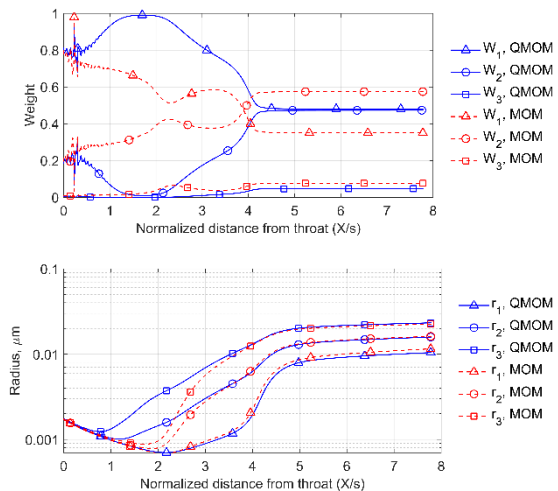 1
0.8
0.6
0.4
0.2
0
Weight
0 1 2 3 4 5 6 7 8
Normalized distance from throat (X/s)
W1, QMOM
W2, QMOM
W3, QMOM
W1, MOM
W2, MOM
W3, MOM
0.1
0.01
0.001
Radius, μm
0 1 2 3 4 5 6 7 8
Normalized distance from throat (X/s)
r1, QMOM
r2, QMOM
r3, QMOM
r1, MOM
r2, MOM
r3, MOM